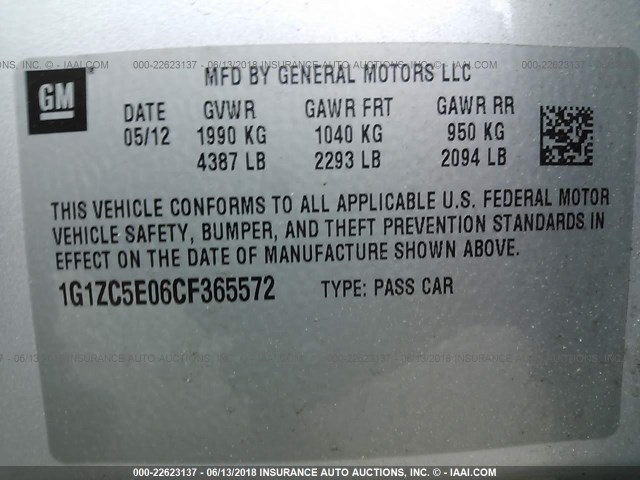 000-22623137 - 06/13/2018 INSURANCE AUTO AUCTIONS, INC. - IAAI.COM
GM
MFD BY GENERAL MOTORS LLC
DATE GVWR GAWR FRT GAWR RR
05/12 1990 KG 1040 KG 950 KG
4387 LB 2293 LB 2094 LB
THIS VEHICLE CONFORMS TO ALL APPLICABLE U.S. FEDERAL MOTOR
VEHICLE SAFETY, BUMPER, AND THEFT PREVENTION STANDARDS IN
EFFECT ON THE DATE OF MANUFACTURE SHOWN ABOVE.
1G1ZC5E06CF365572 TYPE: PASS CAR
000-22623137 - 06/13/2018 INSURANCE AUTO AUCTIONS, INC. - IAAI.COM